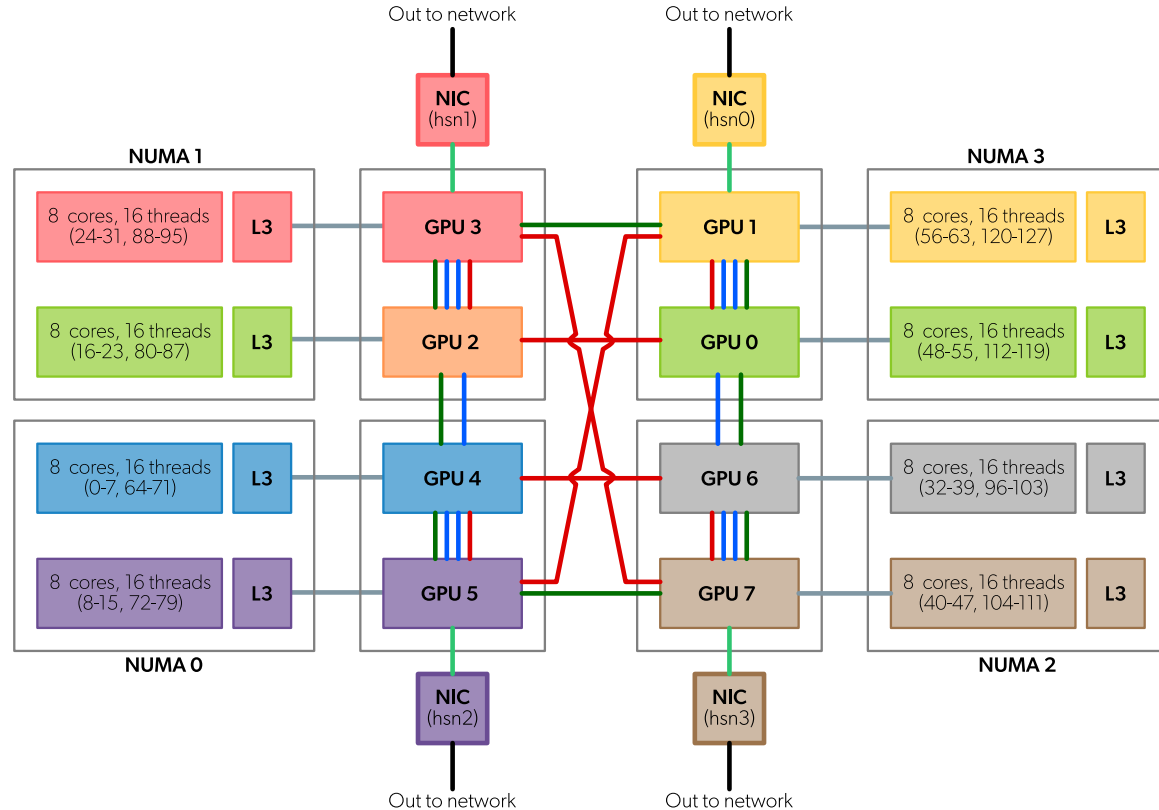 Out to network
Out to network
NIC
(hsn1)
NIC
(hsn0)
NUMA 1
NUMA 3
8 cores, 16 threads
(24-31, 88-95)
L3
GPU 3
GPU 1
8 cores, 16 threads
(56-63, 120-127)
L3
8 cores, 16 threads
(16-23, 80-87)
L3
GPU 2
GPU 0
8 cores, 16 threads
(48-55, 112-119)
L3
8 cores, 16 threads
(0-7, 64-71)
L3
GPU 4
GPU 6
8 cores, 16 threads
(32-39, 96-103)
L3
8 cores, 16 threads
(8-15, 72-79)
L3
GPU 5
GPU 7
8 cores, 16 threads
(40-47, 104-111)
L3
NUMA 0
NUMA 2
NIC
(hsn2)
NIC
(hsn3)
Out to network
Out to network